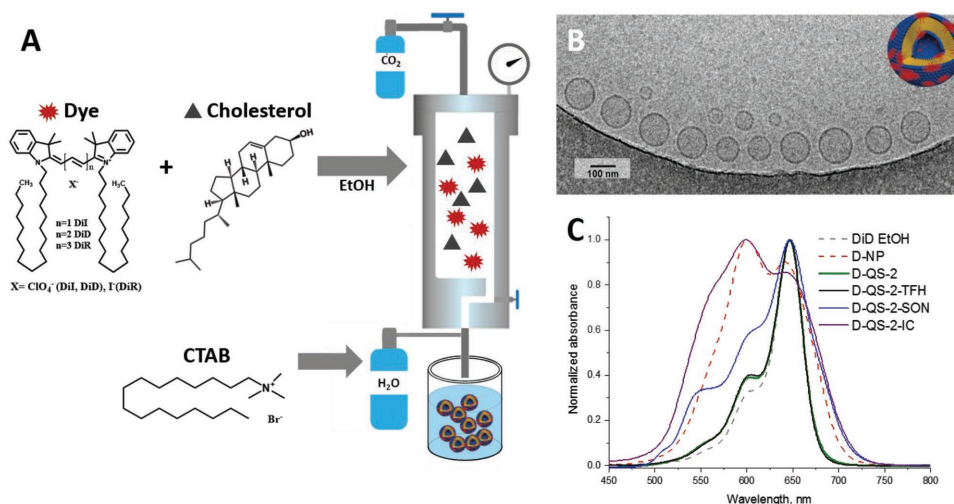 A
Dye
Cholesterol
N
N⁺
n
X⁻
CH₃
H₃C
n=1 DiI
n=2 DiD
n=3 DiR
X= ClO₄⁻ (DiI, DiD), I⁻(DiR)
+
OH
H
H
H
H
EtOH
CO₂
CTAB
N⁺
Br⁻
H₂O
B
100 nm
C
DiD EtOH
D-NP
D-QS-2
D-QS-2-TFH
D-QS-2-SON
D-QS-2-IC
Normalized absorbance
1.0
0.8
0.6
0.4
0.2
0.0
450 500 550 600 650 700 750 800
Wavelength, nm